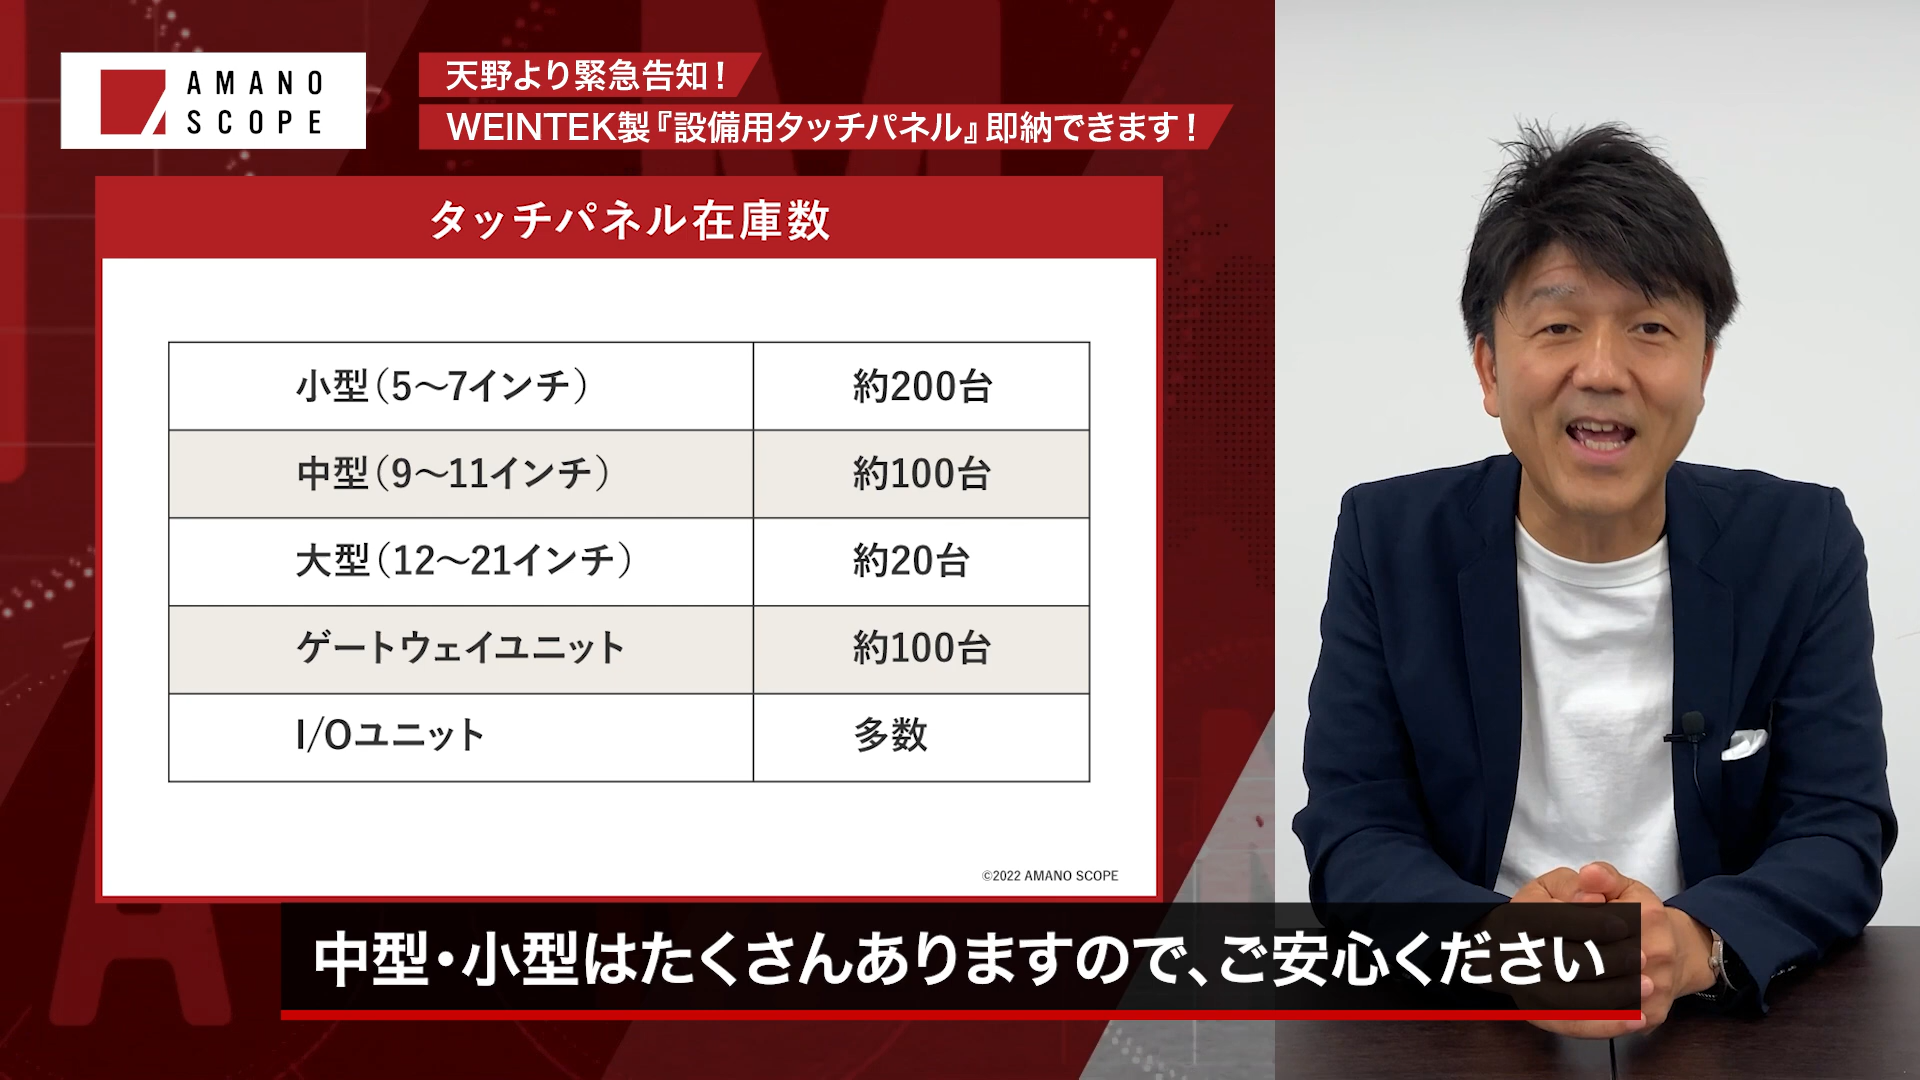 AMANO
SCOPE
天野より緊急告知！
WEINTEK製『設備用タッチパネル』即納できます！
タッチパネル在庫数
小型（5〜7インチ） 約200台
中型（9〜11インチ） 約100台
大型（12〜21インチ） 約20台
ゲートウェイユニット 約100台
I/Oユニット 多数
©2022 AMANO SCOPE
中型・小型はたくさんありますので、ご安心ください